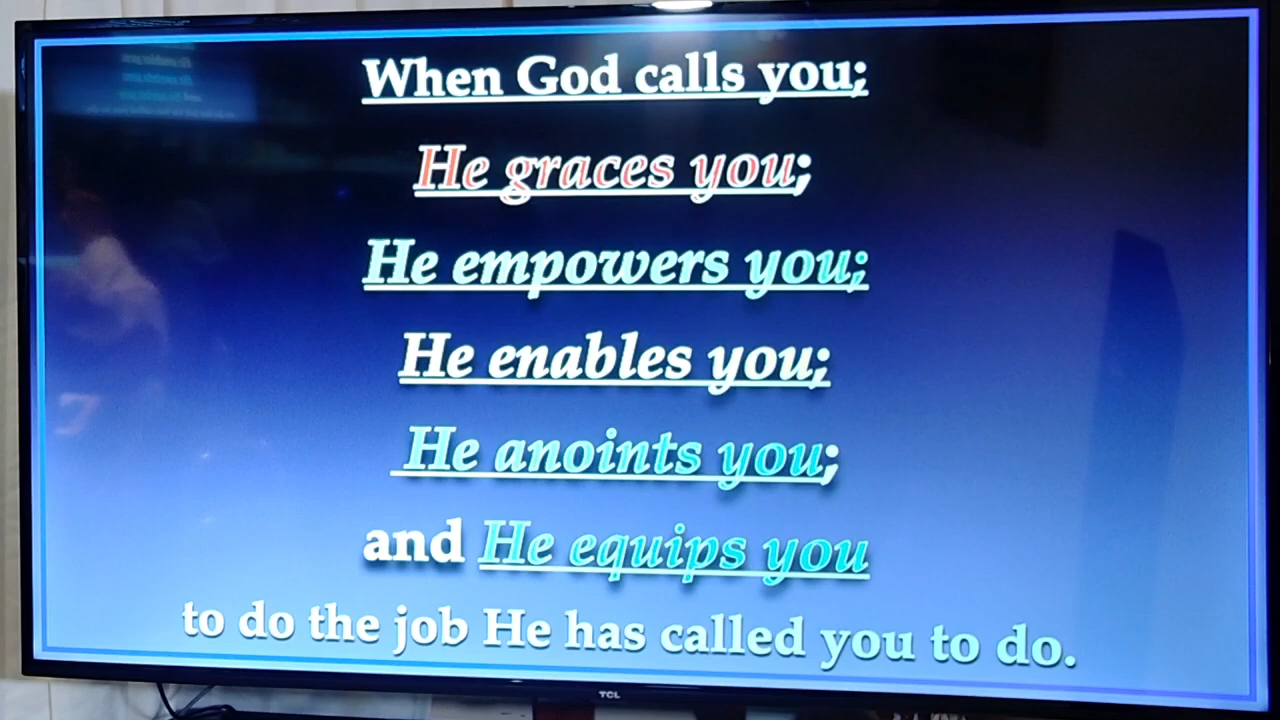 When God calls you;
He graces you;
He empowers you;
He enables you;
He anoints you;
and He equips you
to do the job He has called you to do.
TCL